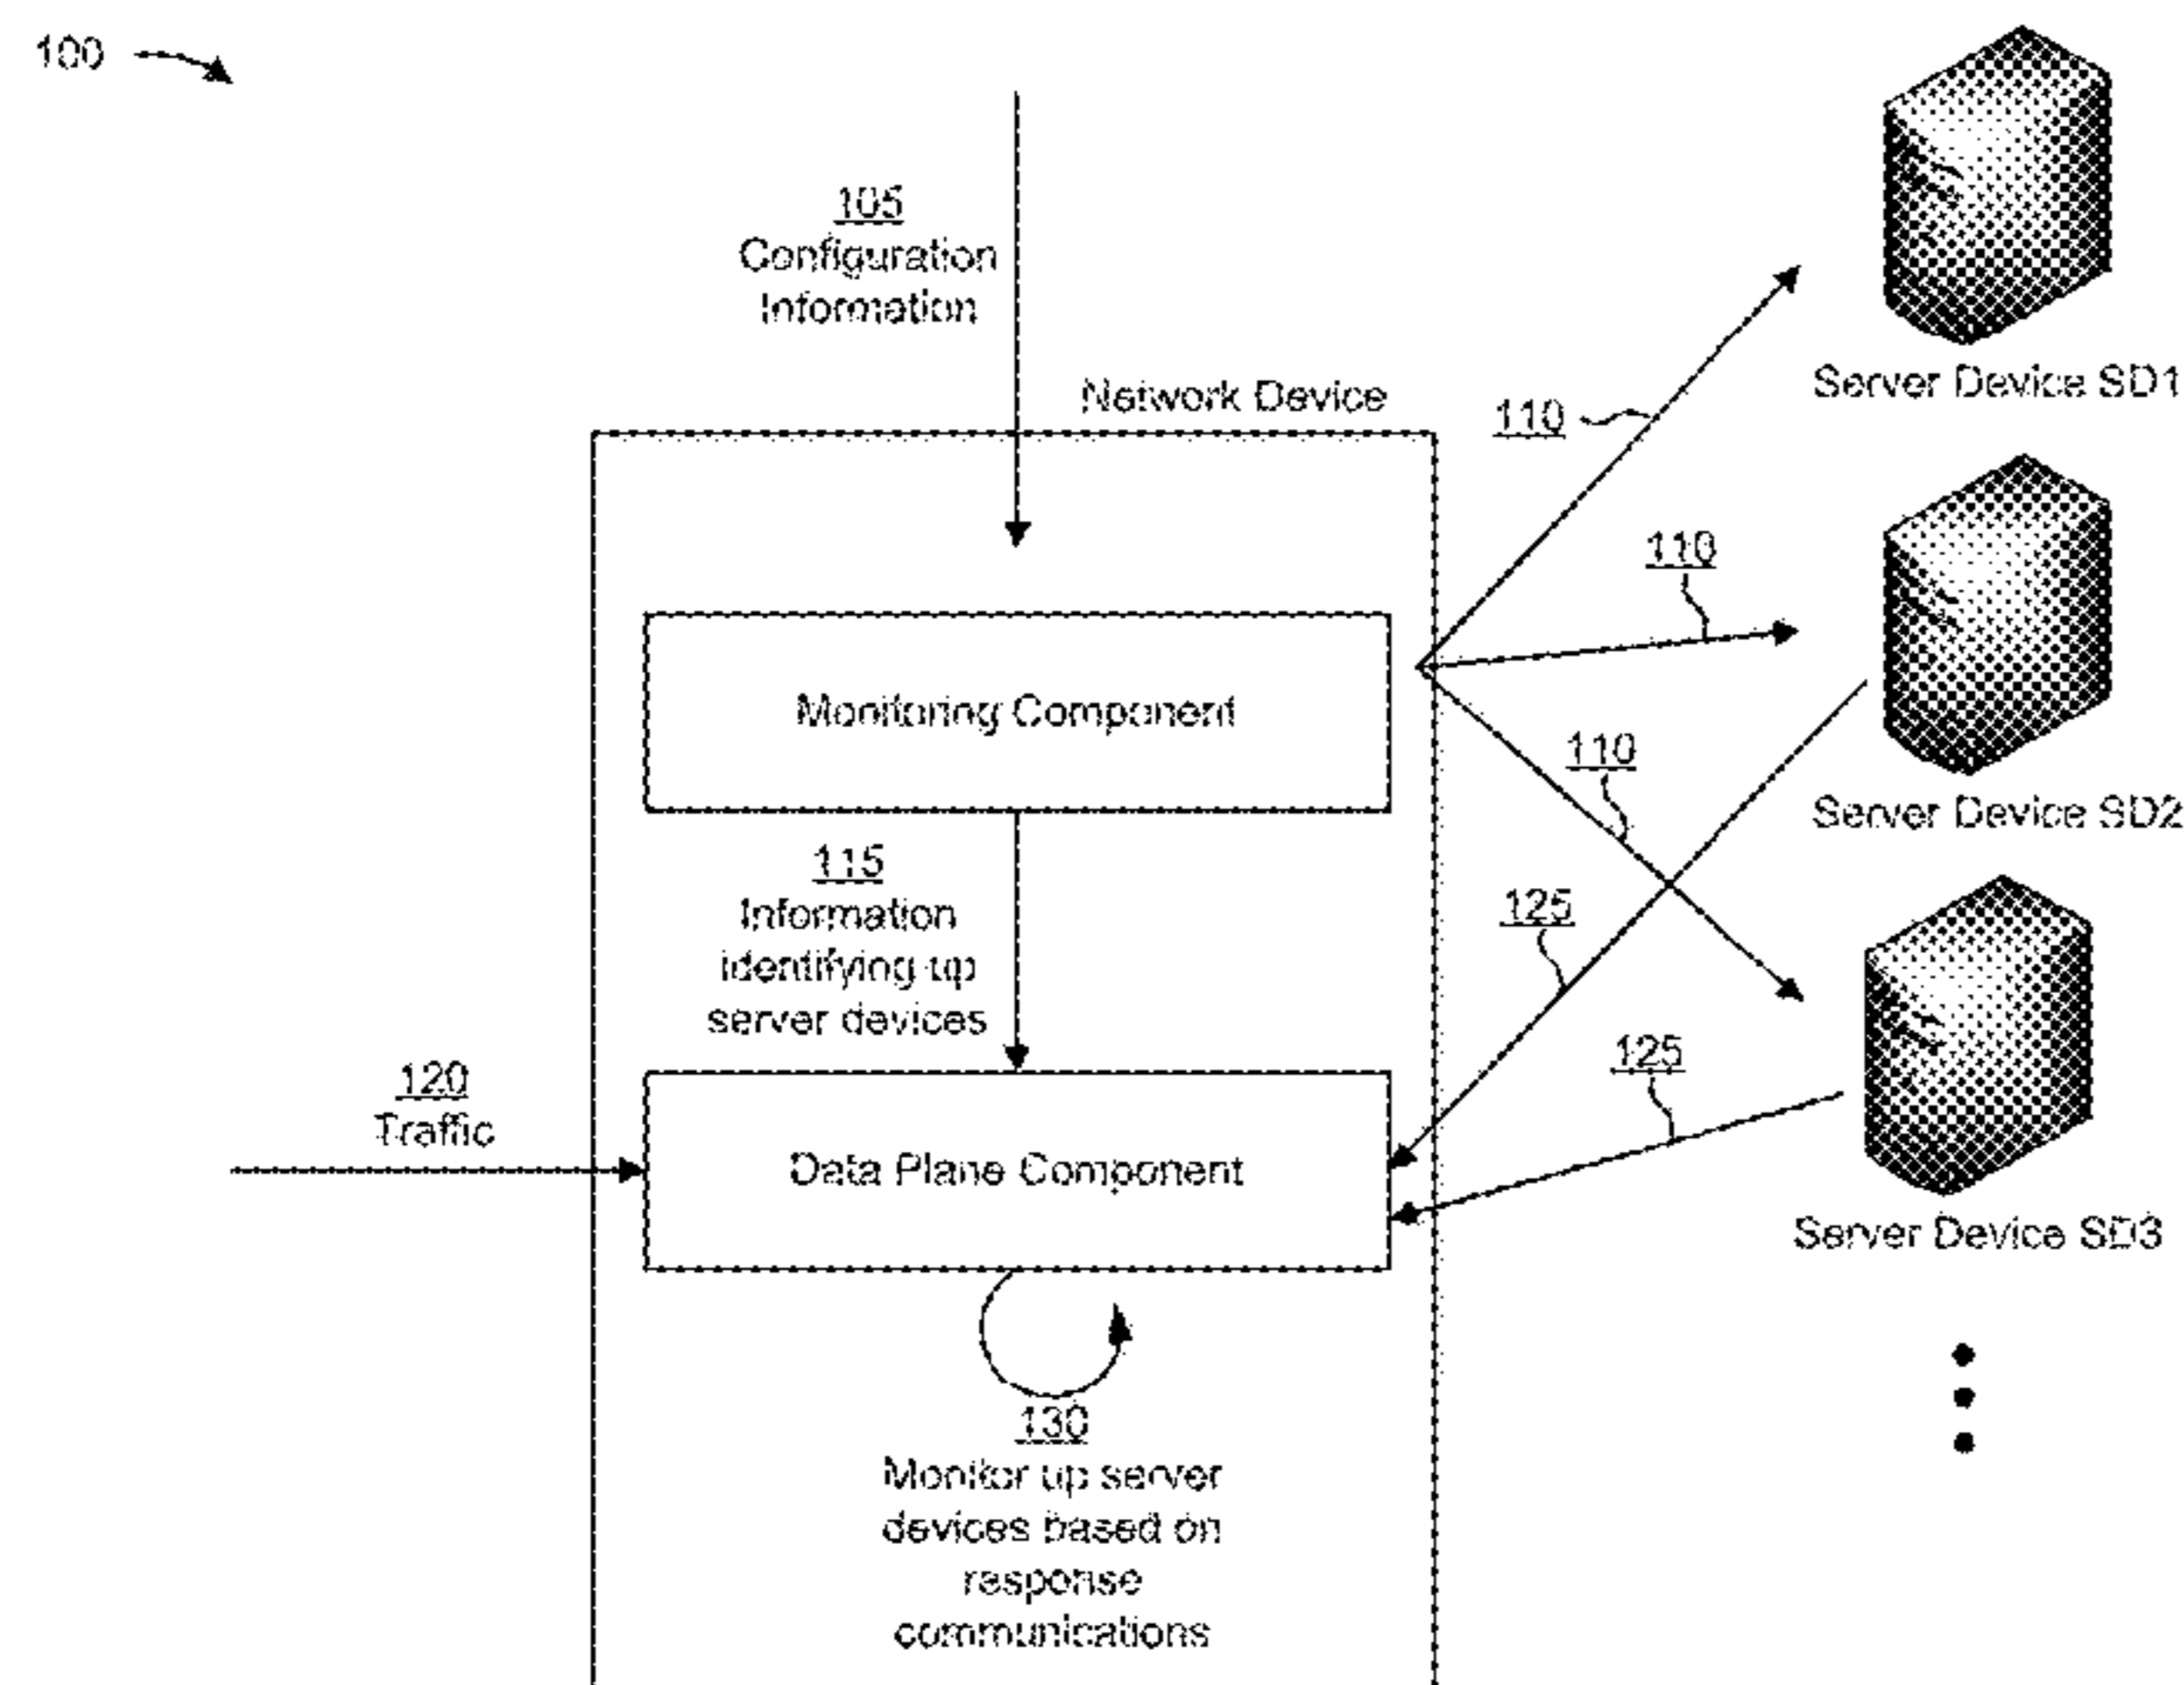 100
105
Configuration
Information
Network Device
110
Server Device SD1
110
Monitoring Component
110
Server Device SD2
115
Information
identifying up
server devices
125
120
Traffic
125
Data Plane Component
Server Device SD3
130
Monitor up server
devices based on
response
communications